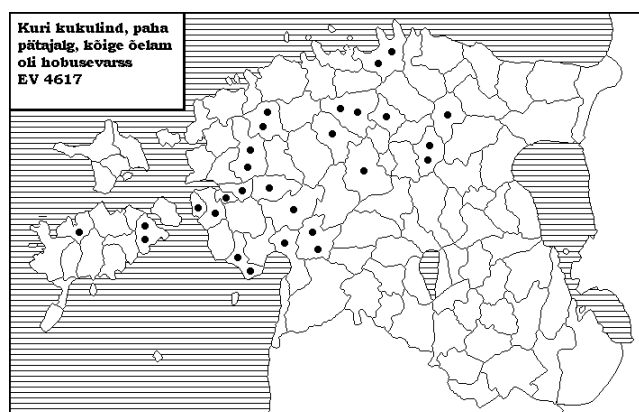 Kuri kukulind, paha
pätajalg, kõige õelam
oli hobusevarss
EV 4617